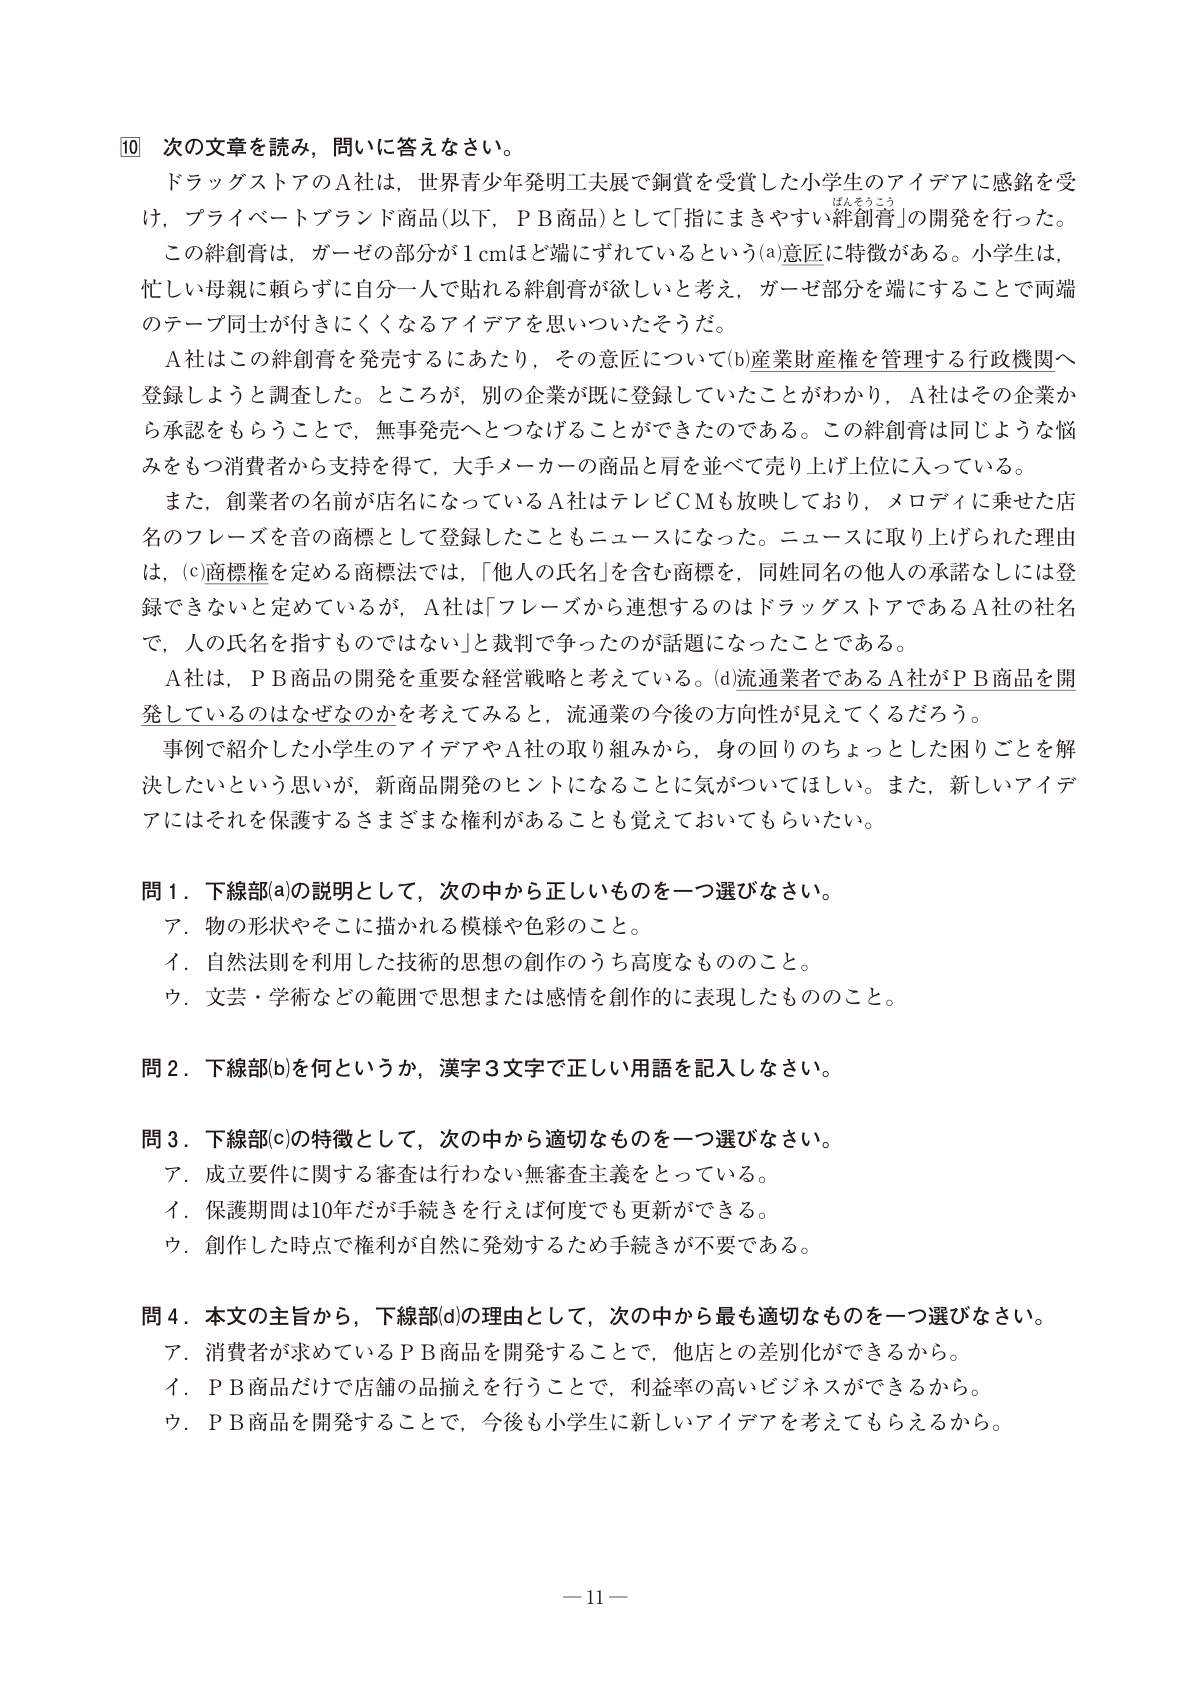 10 次の文章を読み，問いに答えなさい。
ドラッグストアのＡ社は，世界青少年発明工夫展で銅賞を受賞した小学生のアイデアに感銘を受
け，プライベートブランド商品(以下，ＰＢ商品)として「指にまきやすい絆創膏」の開発を行った。
ばんそうこう
この絆創膏は，ガーゼの部分が１cmほど端にずれているという(a)意匠に特徴がある。小学生は，
忙しい母親に頼らずに自分一人で貼れる絆創膏が欲しいと考え，ガーゼ部分を端にすることで両端
のテープ同士が付きにくくなるアイデアを思いついたそうだ。
Ａ社はこの絆創膏を発売するにあたり，その意匠について(b)産業財産権を管理する行政機関へ
登録しようと調査した。ところが，別の企業が既に登録していたことがわかり，Ａ社はその企業か
ら承認をもらうことで，無事発売へとつなげることができたのである。この絆創膏は同じような悩
みをもつ消費者から支持を得て，大手メーカーの商品と肩を並べて売り上げ上位に入っている。
また，創業者の名前が店名になっているＡ社はテレビＣＭも放映しており，メロディに乗せた店
名のフレーズを音の商標として登録したこともニュースになった。ニュースに取り上げられた理由
は，(c)商標権を定める商標法では，「他人の氏名」を含む商標を，同姓同名の他人の承諾なしには登
録できないと定めているが，Ａ社は「フレーズから連想するのはドラッグストアであるＡ社の社名
で，人の氏名を指すものではない」と裁判で争ったのが話題になったことである。
Ａ社は，ＰＢ商品の開発を重要な経営戦略と考えている。(d)流通業者であるＡ社がＰＢ商品を開
発しているのはなぜなのかを考えてみると，流通業の今後の方向性が見えてくるだろう。
事例で紹介した小学生のアイデアやＡ社の取り組みから，身の回りのちょっとした困りごとを解
決したいという思いが，新商品開発のヒントになることに気がついてほしい。また，新しいアイデ
アにはそれを保護するさまざまな権利があることも覚えておいてもらいたい。
問１．下線部(a)の説明として，次の中から正しいものを一つ選びなさい。
ア．物の形状やそこに描かれる模様や色彩のこと。
イ．自然法則を利用した技術的思想の創作のうち高度なもののこと。
ウ．文芸・学術などの範囲で思想または感情を創作的に表現したもののこと。
問２．下線部(b)を何というか，漢字３文字で正しい用語を記入しなさい。
問３．下線部(c)の特徴として，次の中から適切なものを一つ選びなさい。
ア．成立要件に関する審査は行わない無審査主義をとっている。
イ．保護期間は10年だが手続きを行えば何度でも更新ができる。
ウ．創作した時点で権利が自然に発効するため手続きが不要である。
問４．本文の主旨から，下線部(d)の理由として，次の中から最も適切なものを一つ選びなさい。
ア．消費者が求めているＰＢ商品を開発することで，他店との差別化ができるから。
イ．ＰＢ商品だけで店舗の品揃えを行うことで，利益率の高いビジネスができるから。
ウ．ＰＢ商品を開発することで，今後も小学生に新しいアイデアを考えてもらえるから。
― 11 ―